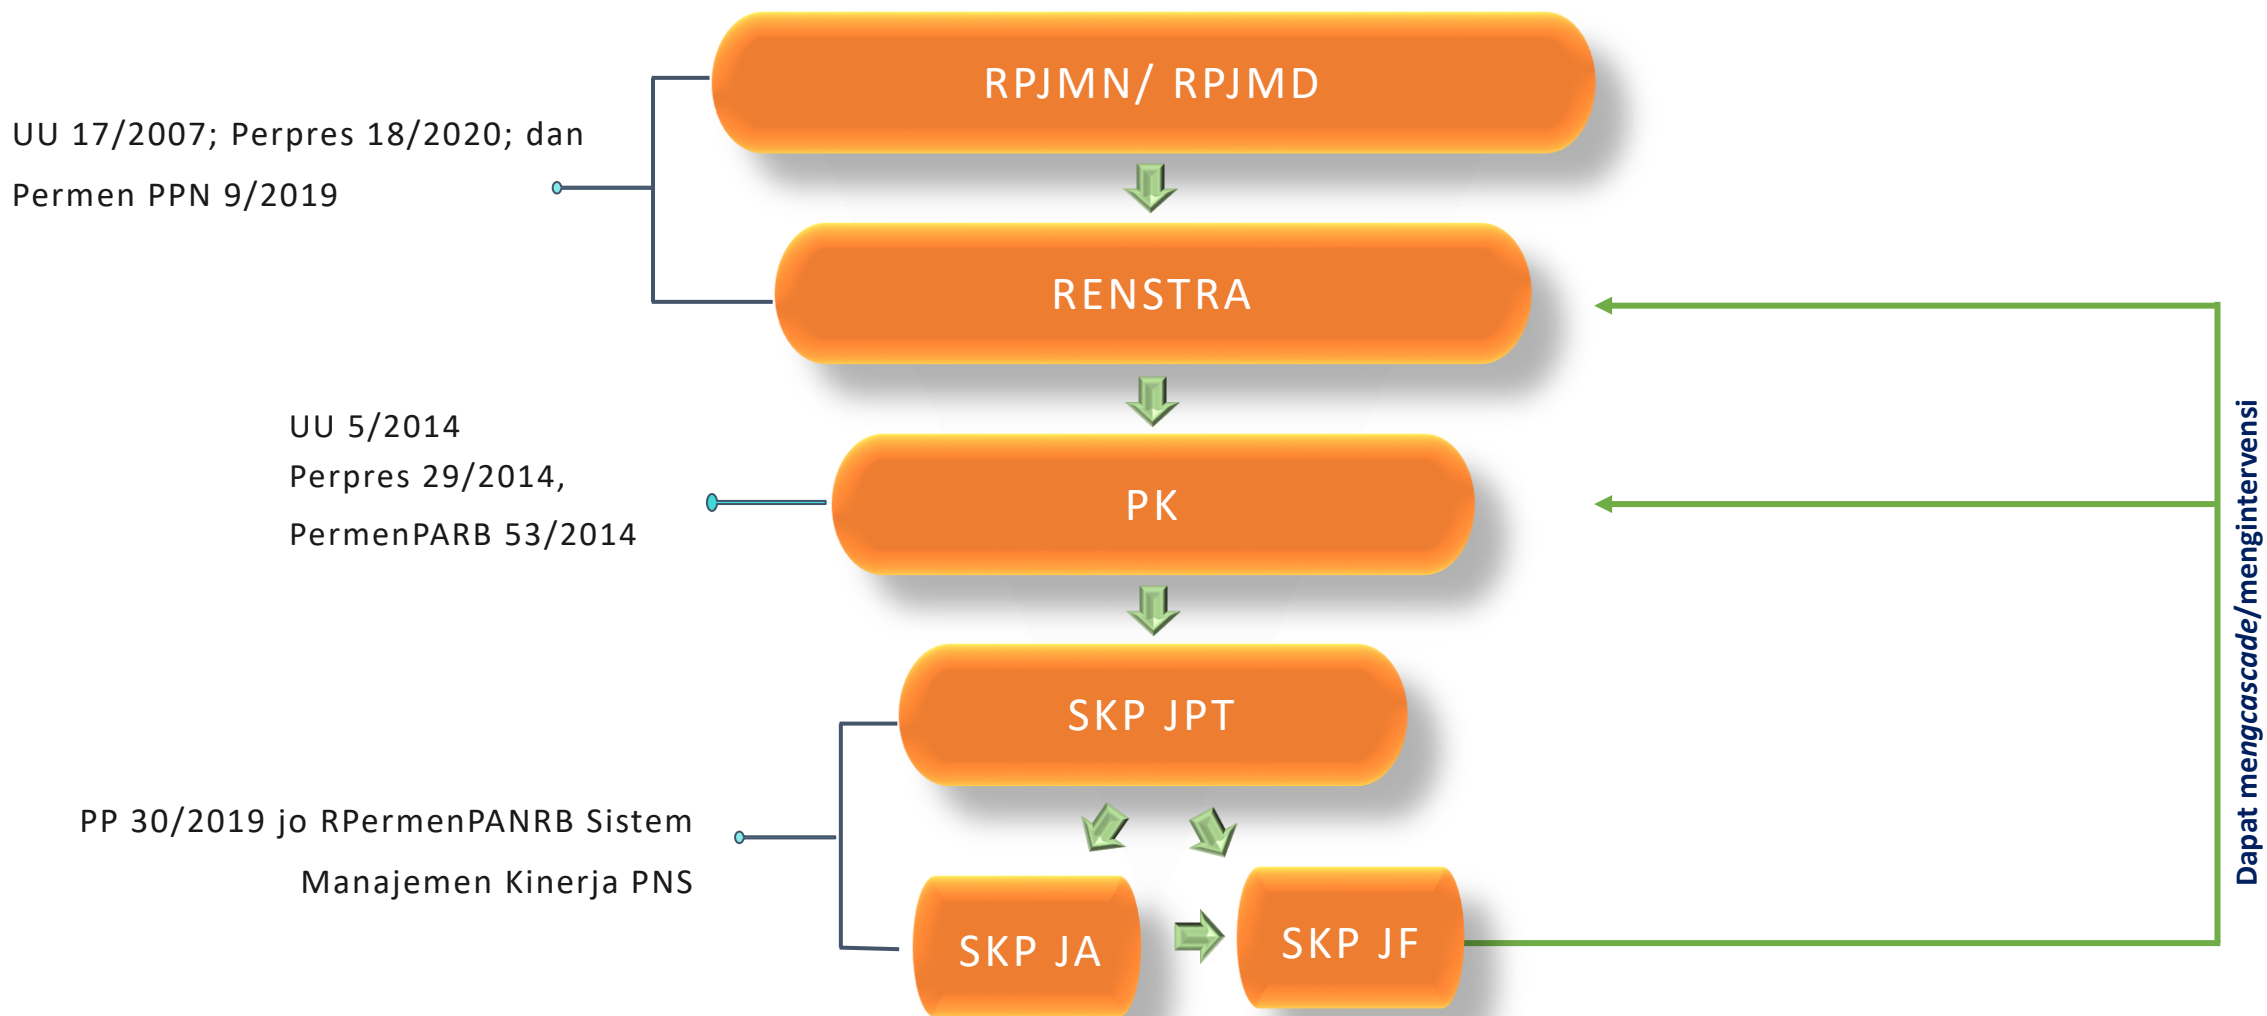 RPJMN/ RPJMD
UU 17/2007; Perpres 18/2020; dan
Permen PPN 9/2019
RENSTRA
UU 5/2014
Perpres 29/2014,
PermenPARB 53/2014
PK
SKP JPT
PP 30/2019 jo RPermenPANRB Sistem
Manajemen Kinerja PNS
SKP JA
SKP JF
Dapat mengcascade/mengintervensi